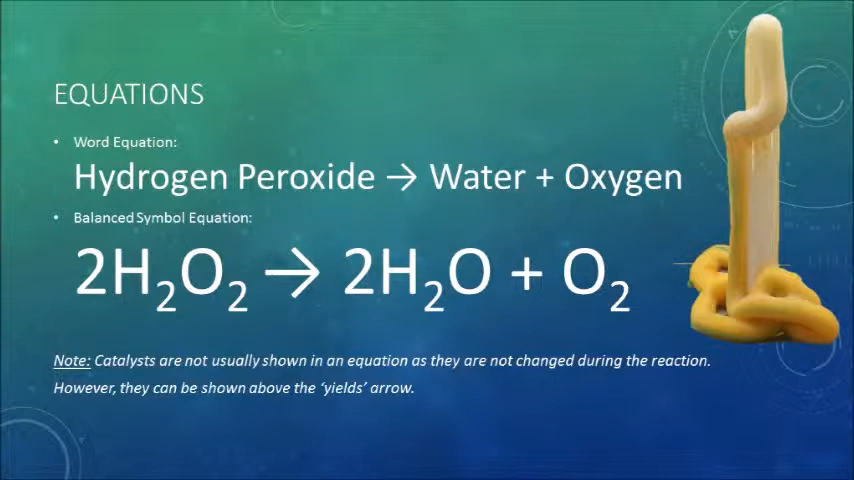 EQUATIONS
• Word Equation:
Hydrogen Peroxide → Water + Oxygen
• Balanced Symbol Equation:
2H₂O₂ → 2H₂O + O₂
Note: Catalysts are not usually shown in an equation as they are not changed during the reaction.
However, they can be shown above the ‘yields’ arrow.